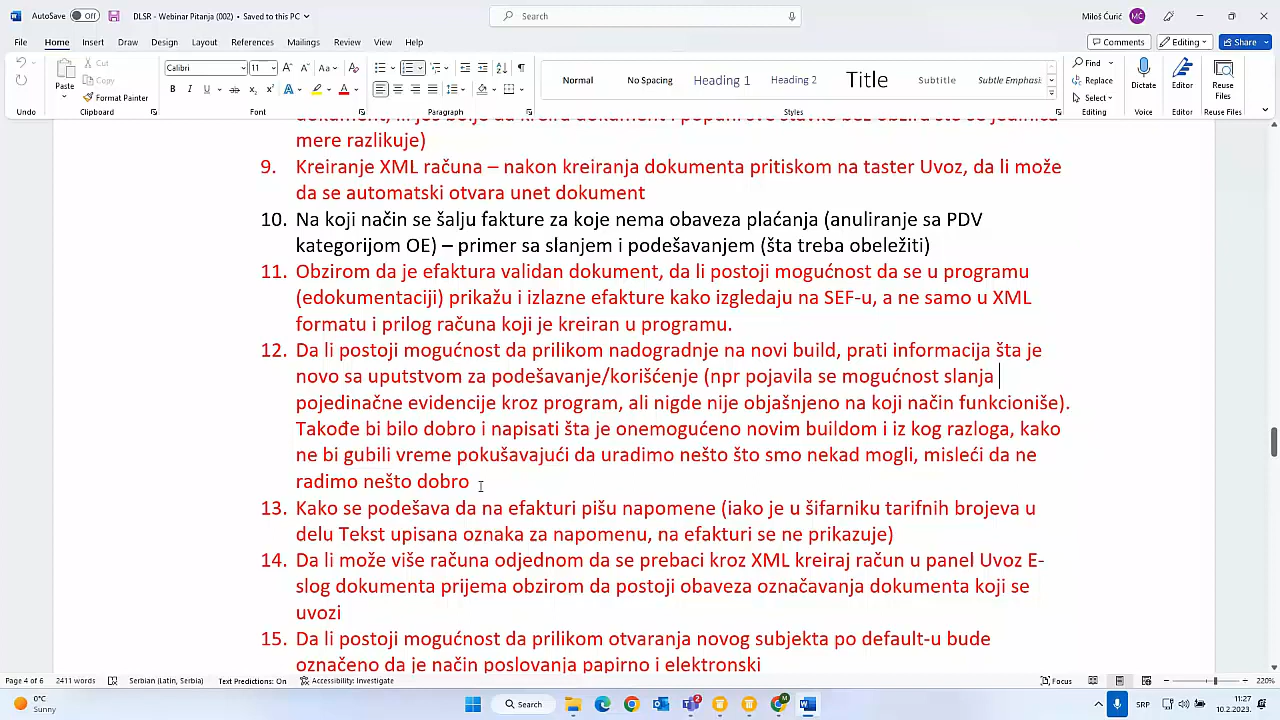 AutoSave Off DLSR - Webinar Pitanja (002) • Saved to this PC Search Miloš Ćurić MĆ
File Home Insert Draw Design Layout References Mailings Review View Help Comments Editing Share
Paste Cut Copy Format Painter
Calibri 11 Aa
Normal No Spacing Heading 1 Heading 2 Title Subtitle Subtle Emphasi...
Find Replace Select Dictate Editor Reuse Files
Undo Clipboard Font Paragraph Styles Editing Voice Editor Reuse Files
mere razlikuje)
9. Kreiranje XML računa – nakon kreiranja dokumenta pritiskom na taster Uvoz, da li može
da se automatski otvara unet dokument
10. Na koji način se šalju fakture za koje nema obaveza plaćanja (anuliranje sa PDV
kategorijom OE) – primer sa slanjem i podešavanjem (šta treba obeležiti)
11. Obzirom da je efaktura validan dokument, da li postoji mogućnost da se u programu
(edokumentaciji) prikažu i izlazne efakture kako izgledaju na SEF-u, a ne samo u XML
formatu i prilog računa koji je kreiran u programu.
12. Da li postoji mogućnost da prilikom nadogradnje na novi build, prati informacija šta je
novo sa uputstvom za podešavanje/korišćenje (npr pojavila se mogućnost slanja
pojedinačne evidencije kroz program, ali nigde nije objašnjeno na koji način funkcioniše).
Takođe bi bilo dobro i napisati šta je onemogućeno novim buildom i iz kog razloga, kako
ne bi gubili vreme pokušavajući da uradimo nešto što smo nekad mogli, misleći da ne
radimo nešto dobro
13. Kako se podešava da na efakturi pišu napomene (iako je u šifarniku tarifnih brojeva u
delu Tekst upisana oznaka za napomenu, na efakturi se ne prikazuje)
14. Da li može više računa odjednom da se prebaci kroz XML kreiraj račun u panel Uvoz E-
slog dokumenta prijema obzirom da postoji obaveza označavanja dokumenta koji se
uvozi
15. Da li postoji mogućnost da prilikom otvaranja novog subjekta po default-u bude
označeno da je način poslovanja papirno i elektronski
Page 4 of 6 2411 words Serbian (Latin, Serbia) Text Predictions: On Accessibility: Investigate Focus 220%
0°C
Sunny
Search
SRP
11:27
10.2.2023.